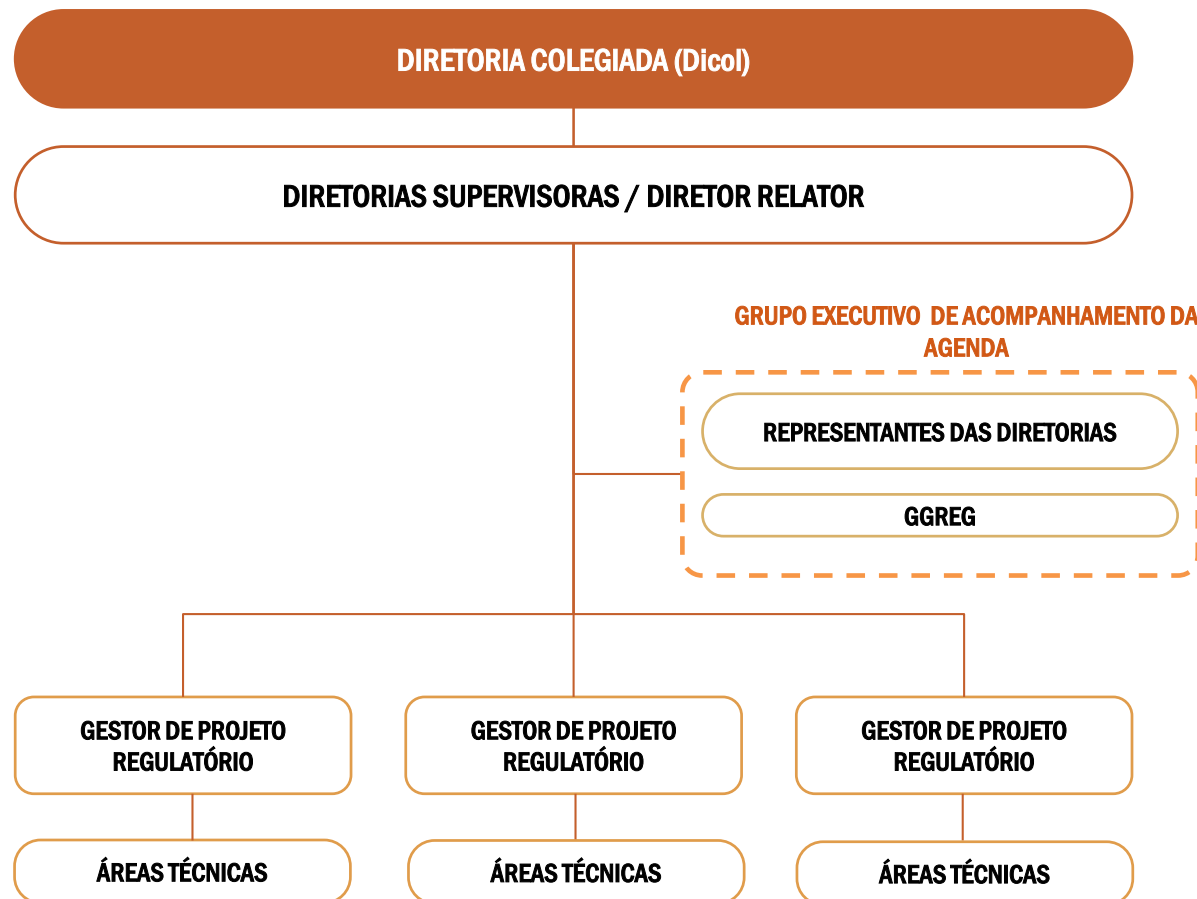 DIRETORIA COLEGIADA (Dicol)
DIRETORIAS SUPERVISORAS / DIRETOR RELATOR
GRUPO EXECUTIVO DE ACOMPANHAMENTO DA
AGENDA
REPRESENTANTES DAS DIRETORIAS
GGREG
GESTOR DE PROJETO
REGULATÓRIO
GESTOR DE PROJETO
REGULATÓRIO
GESTOR DE PROJETO
REGULATÓRIO
ÁREAS TÉCNICAS
ÁREAS TÉCNICAS
ÁREAS TÉCNICAS